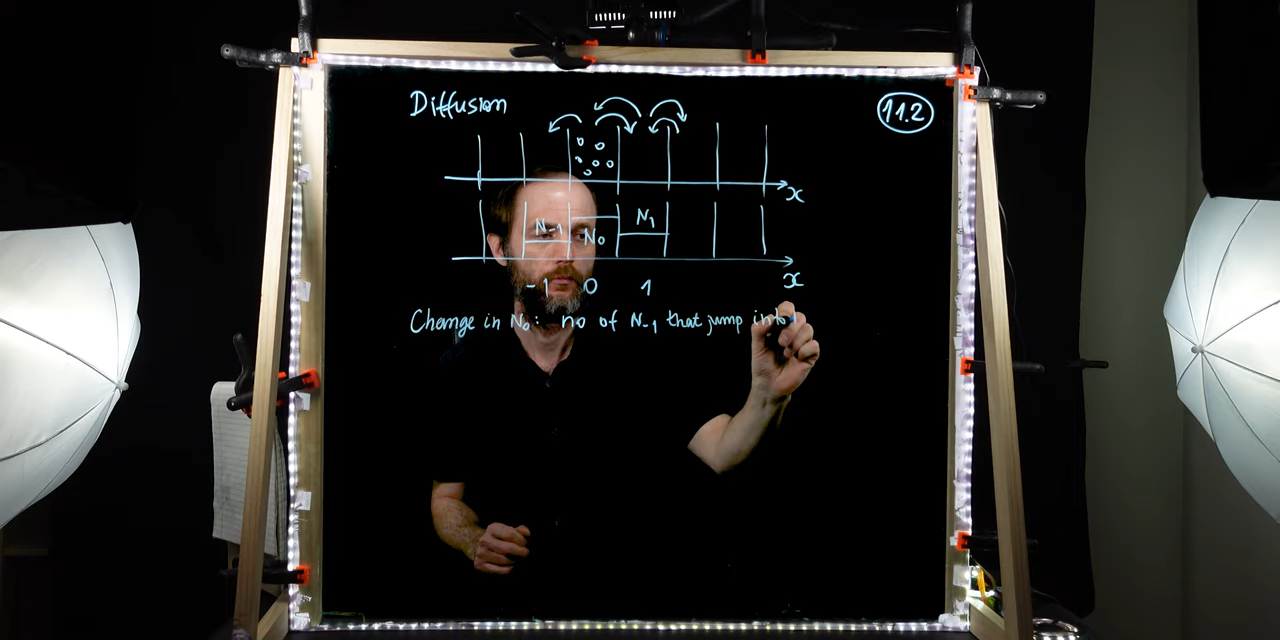 Diffusion
11.2
x
N-1 N0 N1
x
-1 0 1
Change in N0: no of N-1 that jump into